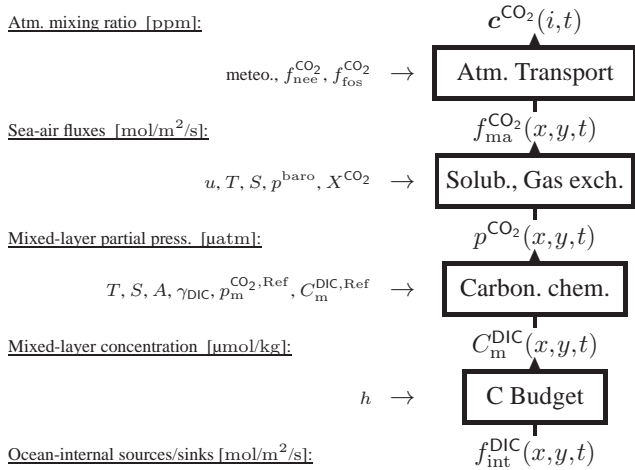 Atm. mixing ratio [ppm]: c^CO₂(i,t)
meteo., f_nee^CO₂, f_fos^CO₂ → Atm. Transport
Sea-air fluxes [mol/m²/s]: f_ma^CO₂(x,y,t)
u, T, S, p^baro, X^CO₂ → Solub., Gas exch.
Mixed-layer partial press. [µatm]: p^CO₂(x,y,t)
T, S, A, γ_DIC, p_m^CO₂,Ref, C_m^DIC,Ref → Carbon. chem.
Mixed-layer concentration [µmol/kg]: C_m^DIC(x,y,t)
h → C Budget
Ocean-internal sources/sinks [mol/m²/s]: f_int^DIC(x,y,t)